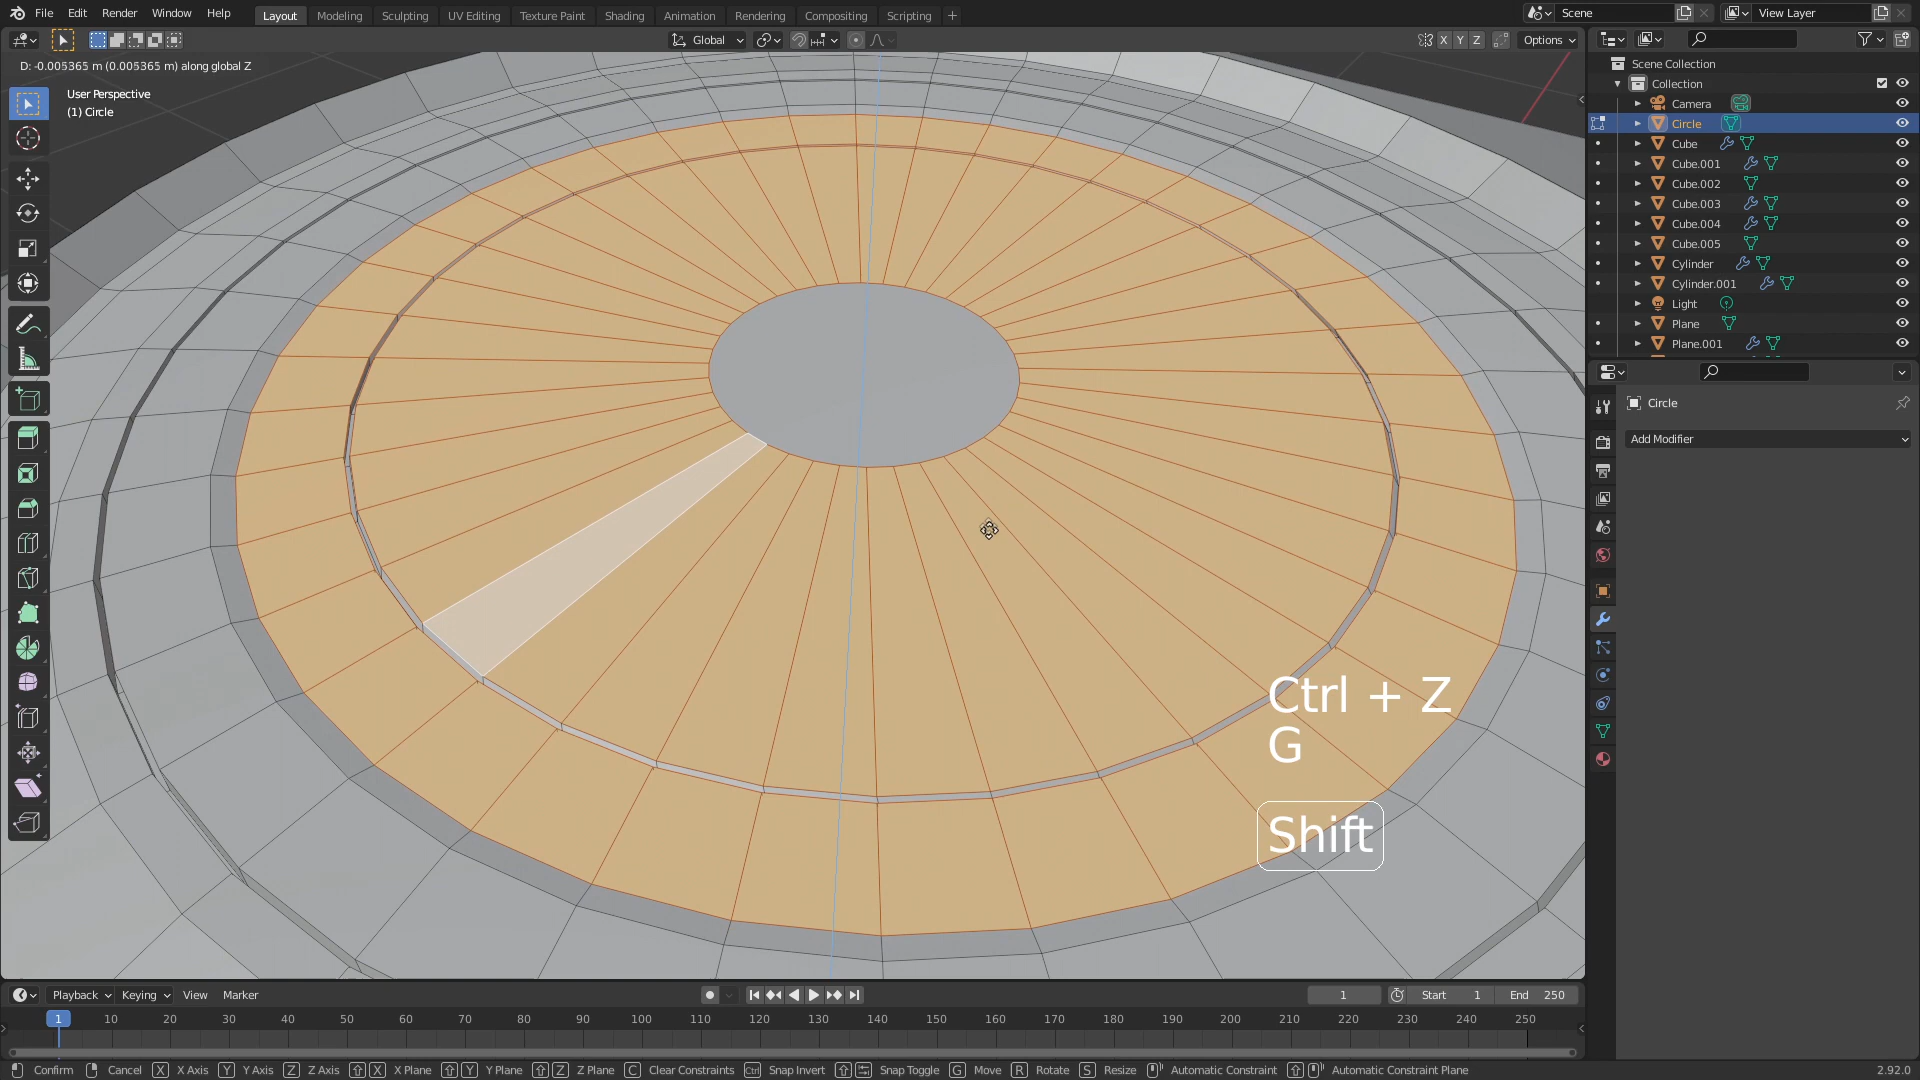 File Edit Render Window Help Layout Modeling Sculpting UV Editing Texture Paint Shading Animation Rendering Compositing Scripting + Scene View Layer
Global X Y Z Options
D: -0.005365 m (0.005365 m) along global Z
User Perspective
(1) Circle
Scene Collection
Collection
Camera
Circle
Cube
Cube.001
Cube.002
Cube.003
Cube.004
Cube.005
Cylinder
Cylinder.001
Light
Plane
Plane.001
Circle
Add Modifier
Ctrl + Z
G
Shift
Playback Keying View Marker 1 Start 1 End 250
1 10 20 30 40 50 60 70 80 90 100 110 120 130 140 150 160 170 180 190 200 210 220 230 240 250
Confirm Cancel X X Axis Y Y Axis Z Z Axis X X Plane Y Y Plane Z Z Plane C Clear Constraints Ctrl Snap Invert Snap Toggle G Move R Rotate S Resize Automatic Constraint Automatic Constraint Plane 2.92.0